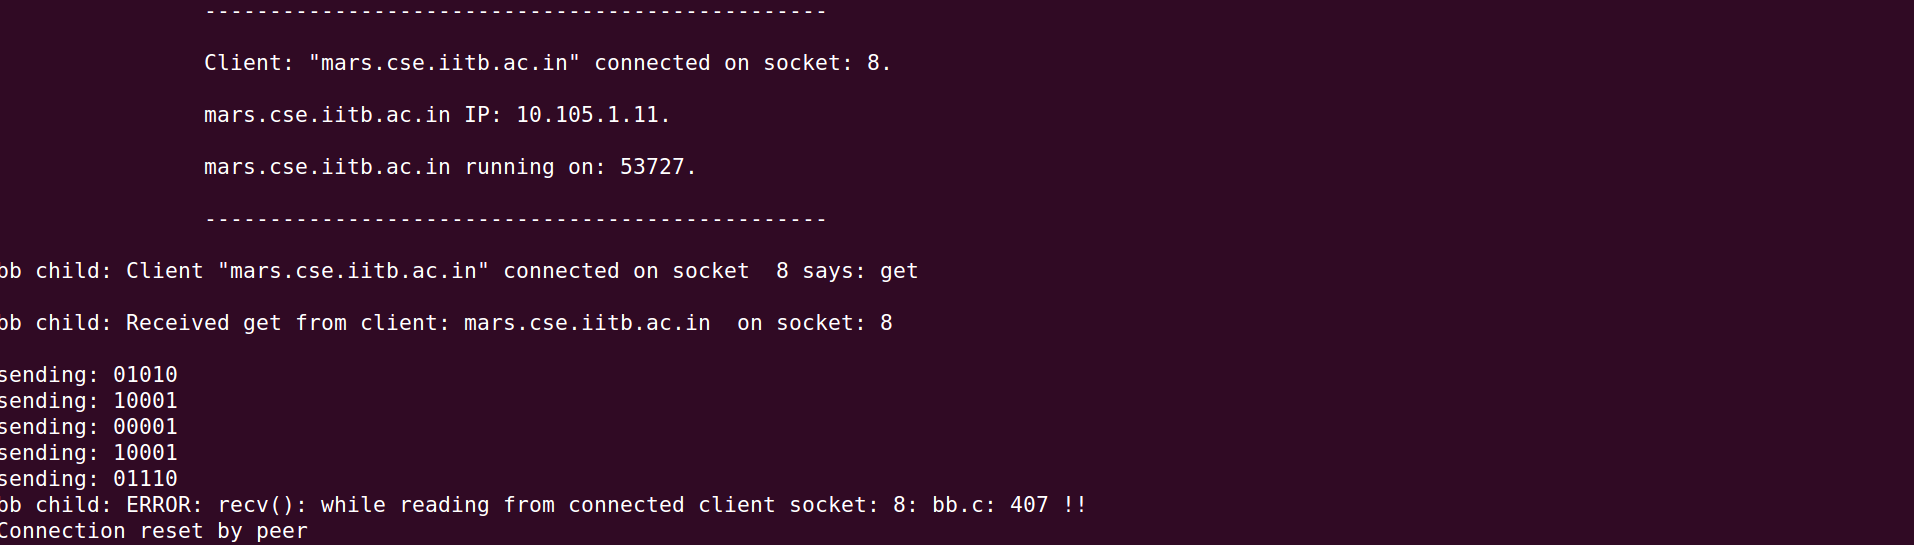 ------------------------------------------------
Client: "mars.cse.iitb.ac.in" connected on socket: 8.
mars.cse.iitb.ac.in IP: 10.105.1.11.
mars.cse.iitb.ac.in running on: 53727.
------------------------------------------------
bb child: Client "mars.cse.iitb.ac.in" connected on socket  8 says: get
bb child: Received get from client: mars.cse.iitb.ac.in  on socket: 8
sending: 01010
sending: 10001
sending: 00001
sending: 10001
sending: 01110
bb child: ERROR: recv(): while reading from connected client socket: 8: bb.c: 407 !!
Connection reset by peer